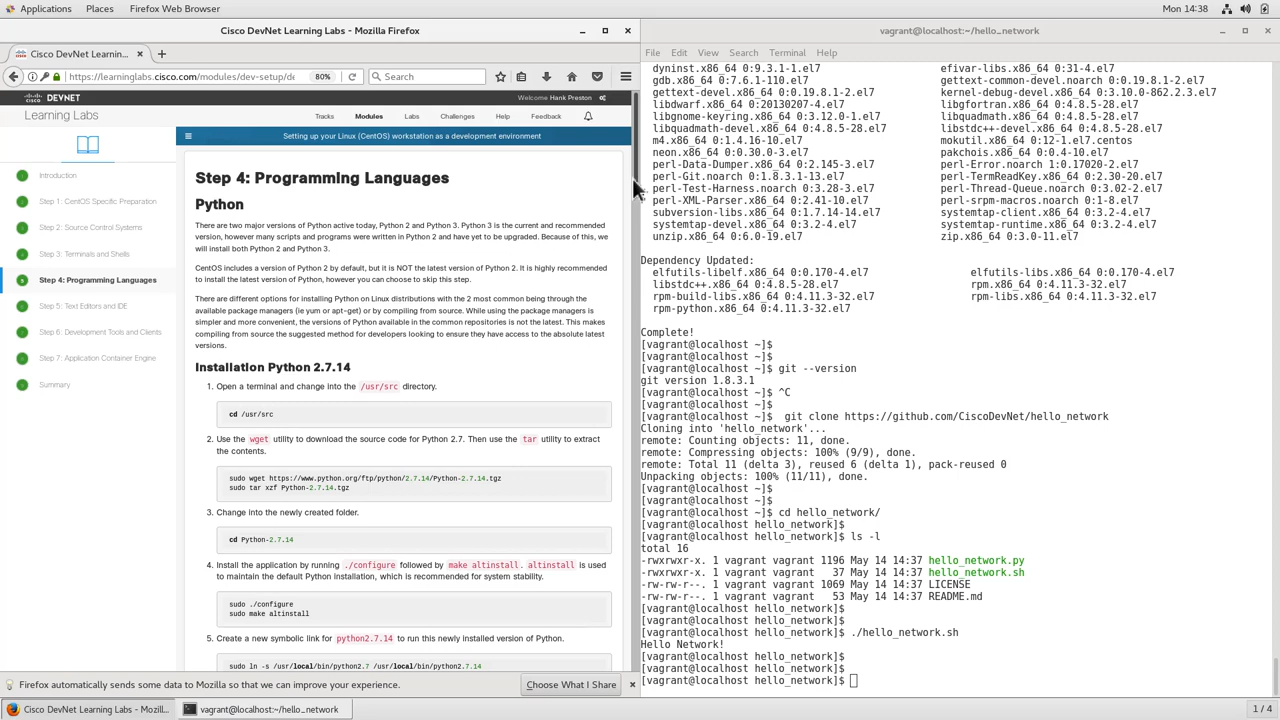 Applications Places Firefox Web Browser Mon 14:38
Cisco DevNet Learning Labs - Mozilla Firefox
Cisco DevNet Learnin... × +
https://learninglabs.cisco.com/modules/dev-setup/de 80% Search
CISCO DEVNET Welcome Hank Preston
Learning Labs Tracks Modules Labs Challenges Help Feedback
Setting up your Linux (CentOS) workstation as a development environment
Introduction
Step 1: CentOS Specific Preparation
Step 2: Source Control Systems
Step 3: Terminals and Shells
Step 4: Programming Languages
Step 5: Text Editors and IDE
Step 6: Development Tools and Clients
Step 7: Application Container Engine
Summary
Step 4: Programming Languages
Python
There are two major versions of Python active today, Python 2 and Python 3. Python 3 is the current and recommended
version, however many scripts and programs were written in Python 2 and have yet to be upgraded. Because of this, we
will install both Python 2 and Python 3.
CentOS includes a version of Python 2 by default, but it is NOT the latest version of Python 2. It is highly recommended
to install the latest version of Python, however you can choose to skip this step.
There are different options for installing Python on Linux distributions with the 2 most common being through the
available package managers (ie yum or apt-get) or by compiling from source. While using the package managers is
simpler and more convenient, the versions of Python available in the common repositories is not the latest. This makes
compiling from source the suggested method for developers looking to ensure they have access to the absolute latest
versions.
Installation Python 2.7.14
1. Open a terminal and change into the /usr/src directory.
cd /usr/src
2. Use the wget utility to download the source code for Python 2.7. Then use the tar utility to extract
the contents.
sudo wget https://www.python.org/ftp/python/2.7.14/Python-2.7.14.tgz
sudo tar xzf Python-2.7.14.tgz
3. Change into the newly created folder.
cd Python-2.7.14
4. Install the application by running ./configure followed by make altinstall. altinstall is used
to maintain the default Python installation, which is recommended for system stability.
sudo ./configure
sudo make altinstall
5. Create a new symbolic link for python2.7.14 to run this newly installed version of Python.
sudo ln -s /usr/local/bin/python2.7 /usr/local/bin/python2.7.14
Firefox automatically sends some data to Mozilla so that we can improve your experience. Choose What I Share ×
vagrant@localhost:~/hello_network
File Edit View Search Terminal Help
dyninst.x86_64 0:9.3.1-1.el7 efivar-libs.x86_64 0:31-4.el7
gdb.x86_64 0:7.6.1-110.el7 gettext-common-devel.noarch 0:0.19.8.1-2.el7
gettext-devel.x86_64 0:0.19.8.1-2.el7 kernel-debug-devel.x86_64 0:3.10.0-862.2.3.el7
libdwarf.x86_64 0:20130207-4.el7 libgfortran.x86_64 0:4.8.5-28.el7
libgnome-keyring.x86_64 0:3.12.0-1.el7 libquadmath.x86_64 0:4.8.5-28.el7
libquadmath-devel.x86_64 0:4.8.5-28.el7 libstdc++-devel.x86_64 0:4.8.5-28.el7
m4.x86_64 0:1.4.16-10.el7 mokutil.x86_64 0:12-1.el7.centos
neon.x86_64 0:0.30.0-3.el7 pakchois.x86_64 0:0.4-10.el7
perl-Data-Dumper.x86_64 0:2.145-3.el7 perl-Error.noarch 1:0.17020-2.el7
perl-Git.noarch 0:1.8.3.1-13.el7 perl-TermReadKey.x86_64 0:2.30-20.el7
perl-Test-Harness.noarch 0:3.28-3.el7 perl-Thread-Queue.noarch 0:3.02-2.el7
perl-XML-Parser.x86_64 0:2.41-10.el7 perl-srpm-macros.noarch 0:1-8.el7
subversion-libs.x86_64 0:1.7.14-14.el7 systemtap-client.x86_64 0:3.2-4.el7
systemtap-devel.x86_64 0:3.2-4.el7 systemtap-runtime.x86_64 0:3.2-4.el7
unzip.x86_64 0:6.0-19.el7 zip.x86_64 0:3.0-11.el7
Dependency Updated:
elfutils-libelf.x86_64 0:0.170-4.el7 elfutils-libs.x86_64 0:0.170-4.el7
libstdc++.x86_64 0:4.8.5-28.el7 rpm.x86_64 0:4.11.3-32.el7
rpm-build-libs.x86_64 0:4.11.3-32.el7 rpm-libs.x86_64 0:4.11.3-32.el7
rpm-python.x86_64 0:4.11.3-32.el7
Complete!
[vagrant@localhost ~]$
[vagrant@localhost ~]$
[vagrant@localhost ~]$ git --version
git version 1.8.3.1
[vagrant@localhost ~]$ ^C
[vagrant@localhost ~]$
[vagrant@localhost ~]$ git clone https://github.com/CiscoDevNet/hello_network
Cloning into 'hello_network'...
remote: Counting objects: 11, done.
remote: Compressing objects: 100% (9/9), done.
remote: Total 11 (delta 3), reused 6 (delta 1), pack-reused 0
Unpacking objects: 100% (11/11), done.
[vagrant@localhost ~]$
[vagrant@localhost ~]$
[vagrant@localhost ~]$ cd hello_network/
[vagrant@localhost hello_network]$
[vagrant@localhost hello_network]$ ls -l
total 16
-rwxrwxr-x. 1 vagrant vagrant 1196 May 14 14:37 hello_network.py
-rwxrwxr-x. 1 vagrant vagrant 37 May 14 14:37 hello_network.sh
-rw-rw-r--. 1 vagrant vagrant 1069 May 14 14:37 LICENSE
-rw-rw-r--. 1 vagrant vagrant 53 May 14 14:37 README.md
[vagrant@localhost hello_network]$
[vagrant@localhost hello_network]$
[vagrant@localhost hello_network]$ ./hello_network.sh
Hello Network!
[vagrant@localhost hello_network]$
[vagrant@localhost hello_network]$
[vagrant@localhost hello_network]$
Cisco DevNet Learning Labs - Mozill... vagrant@localhost:~/hello_network 1 / 4